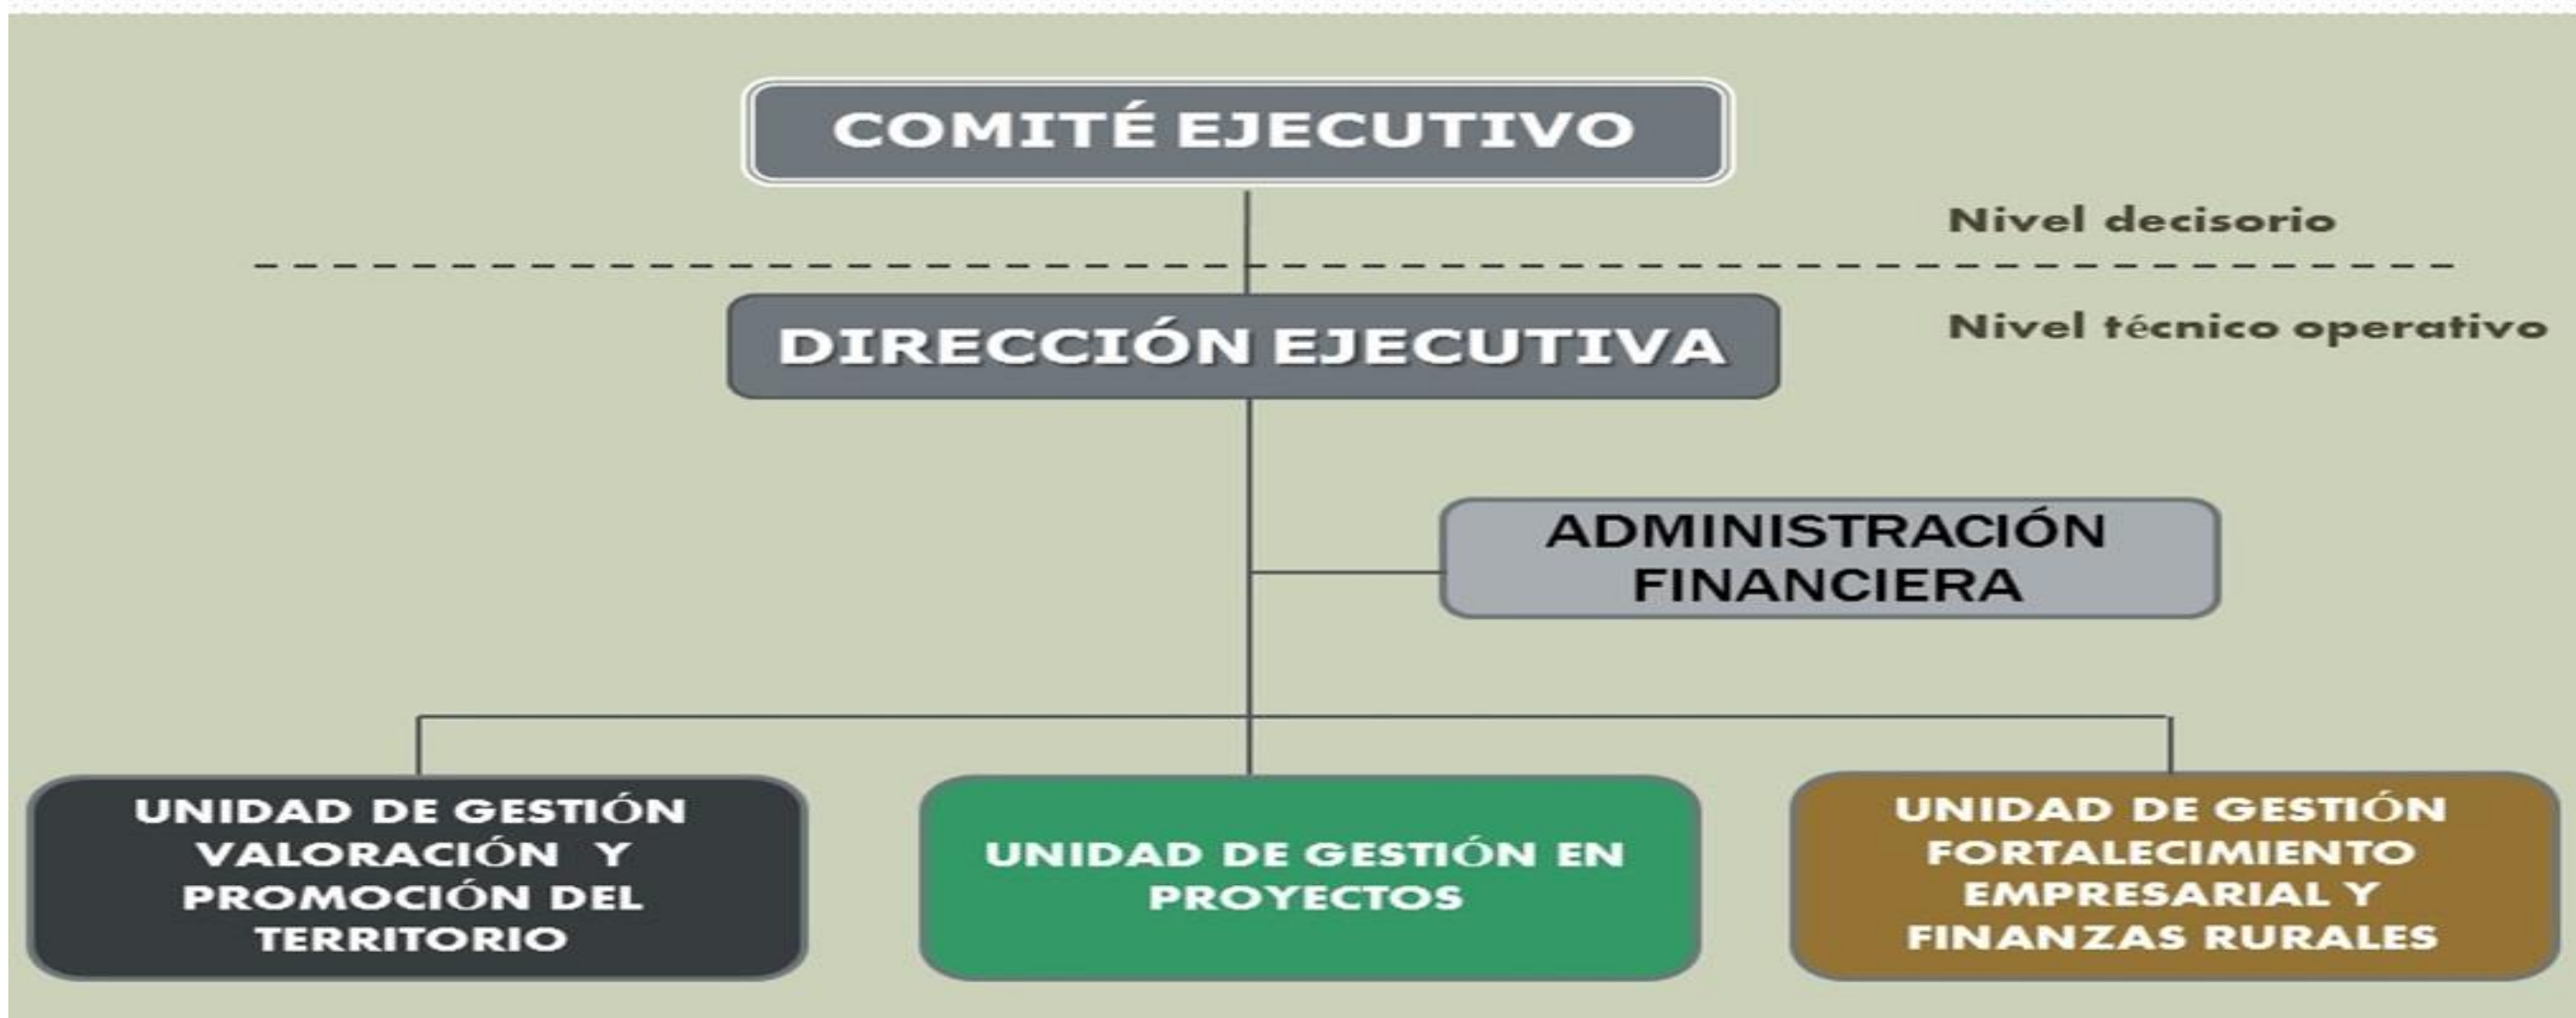 COMITÉ EJECUTIVO
Nivel decisorio
Nivel técnico operativo
DIRECCIÓN EJECUTIVA
ADMINISTRACIÓN
FINANCIERA
UNIDAD DE GESTIÓN
VALORACIÓN Y
PROMOCIÓN DEL
TERRITORIO
UNIDAD DE GESTIÓN EN
PROYECTOS
UNIDAD DE GESTIÓN
FORTALECIMIENTO
EMPRESARIAL Y
FINANZAS RURALES